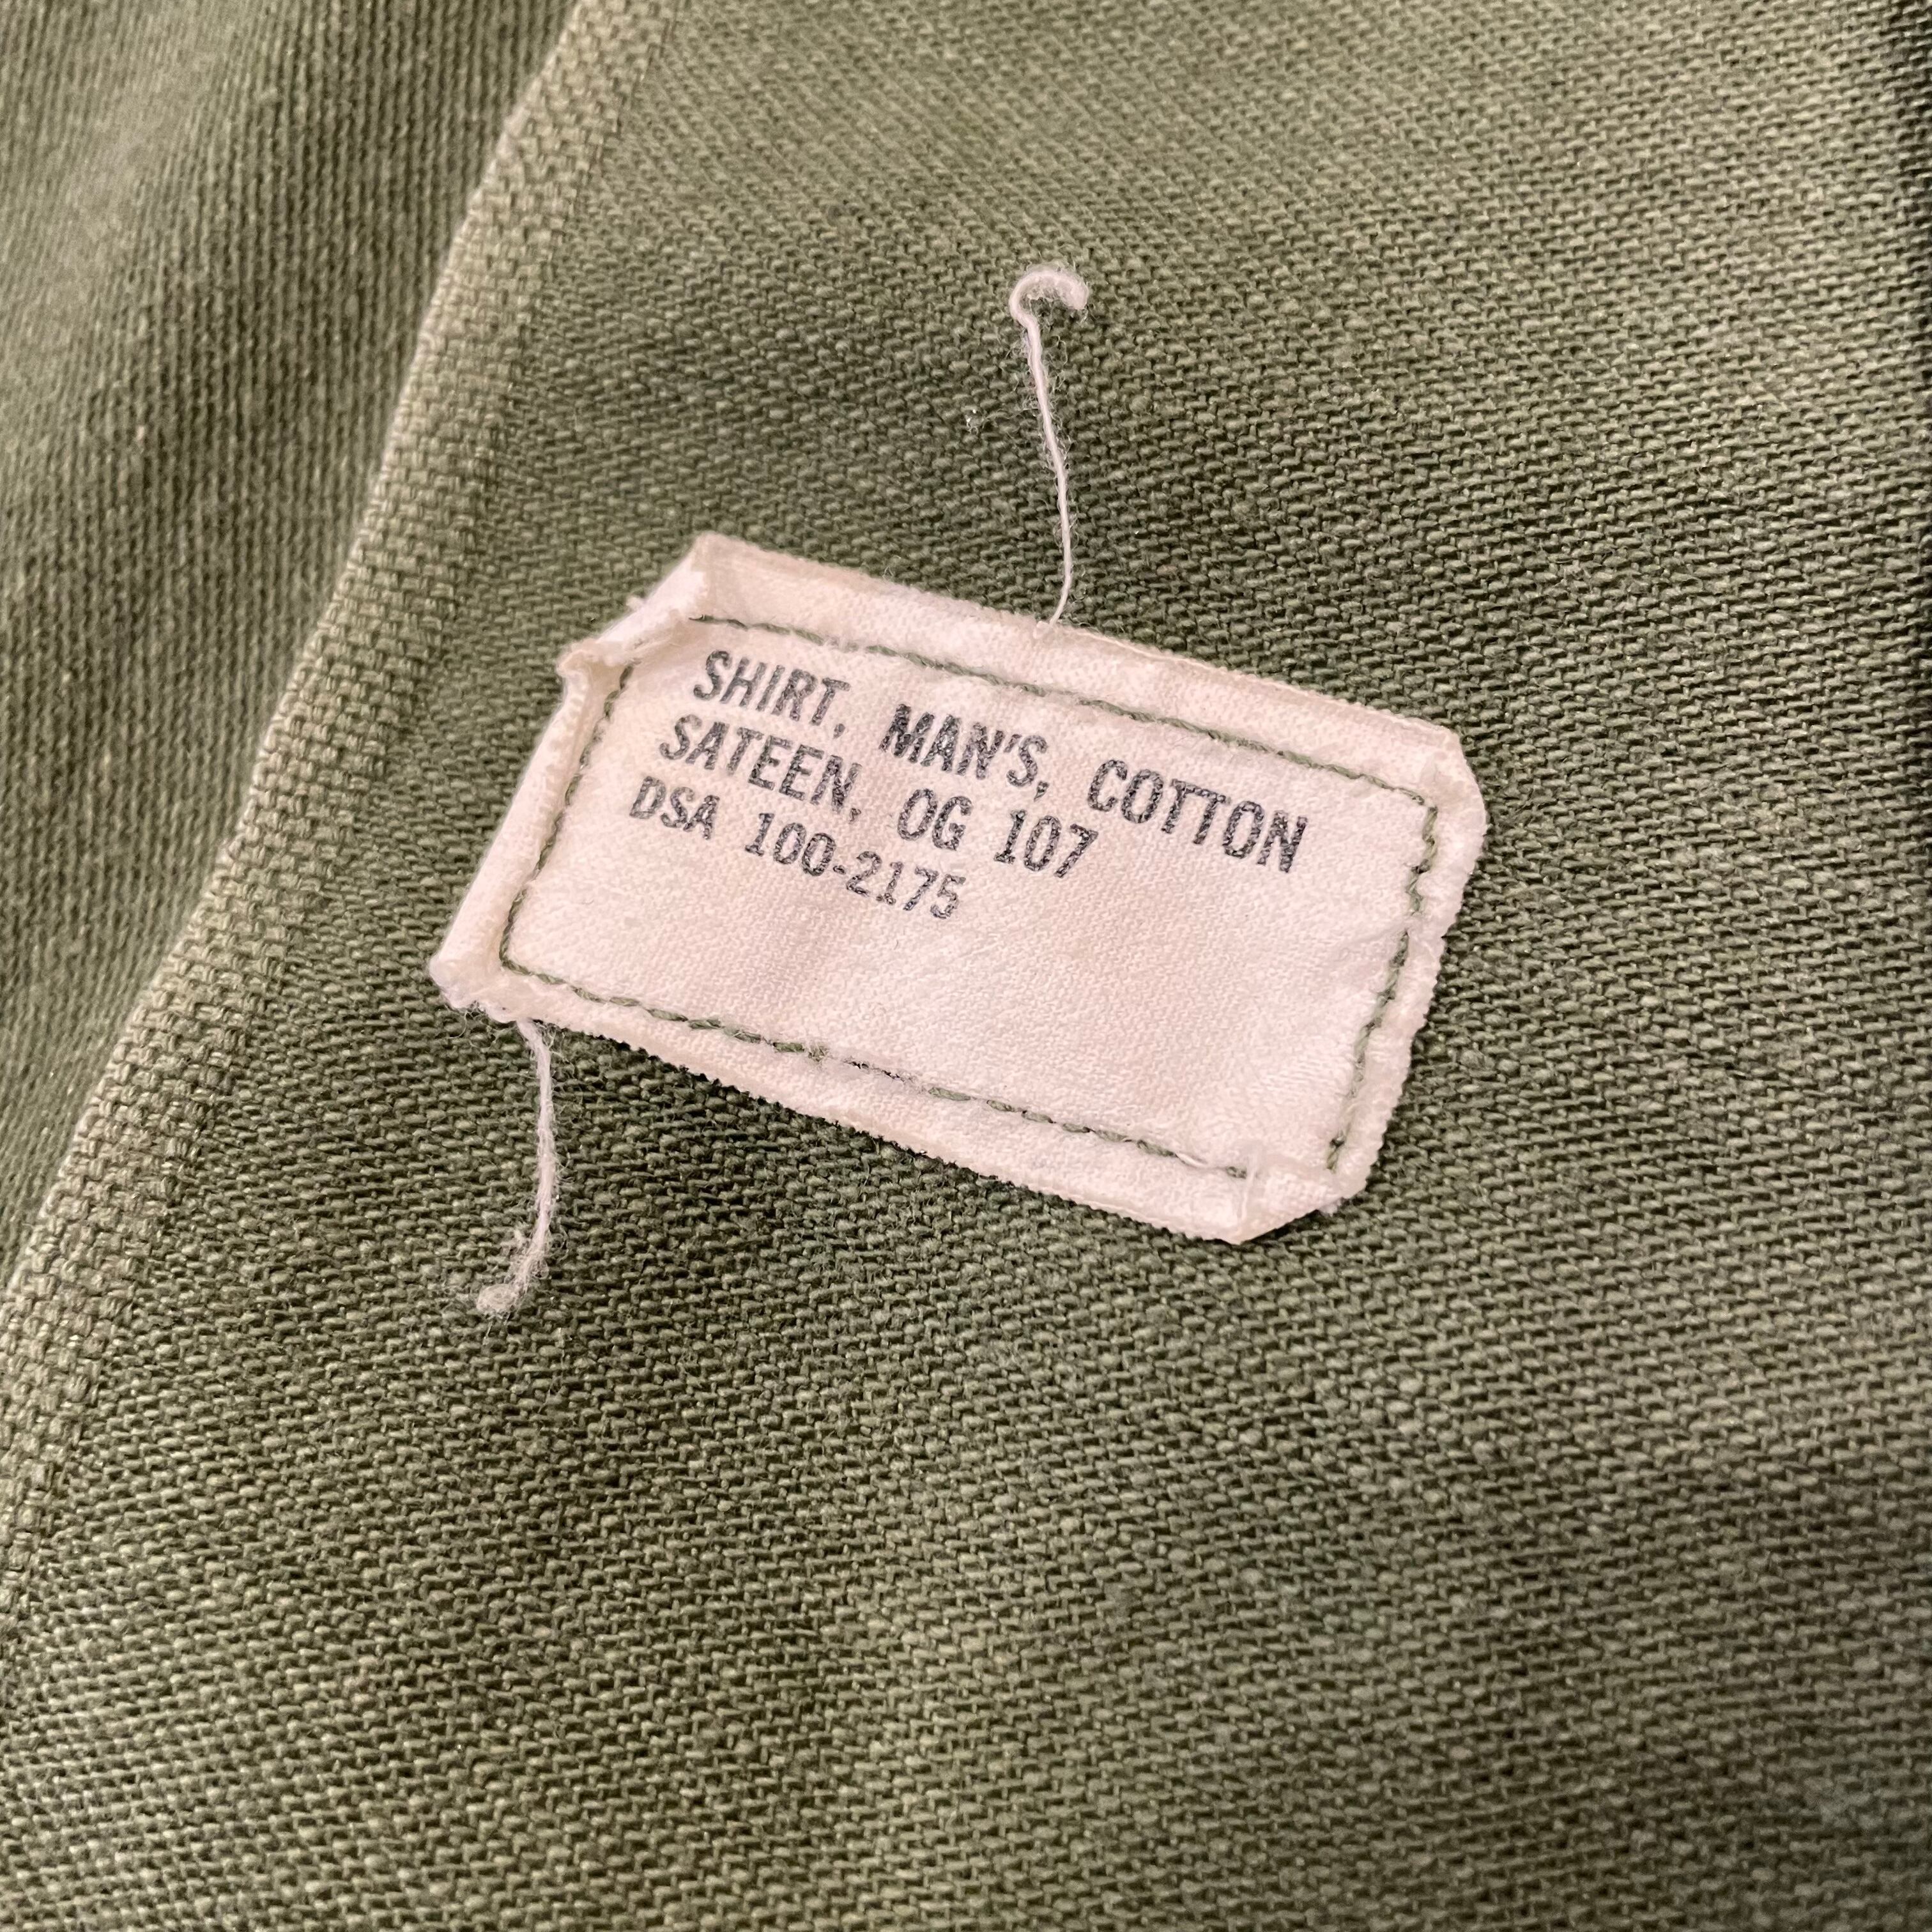 SHIRT, MAN'S, COTTON
SATEEN, OG 107
DSA 100-2175